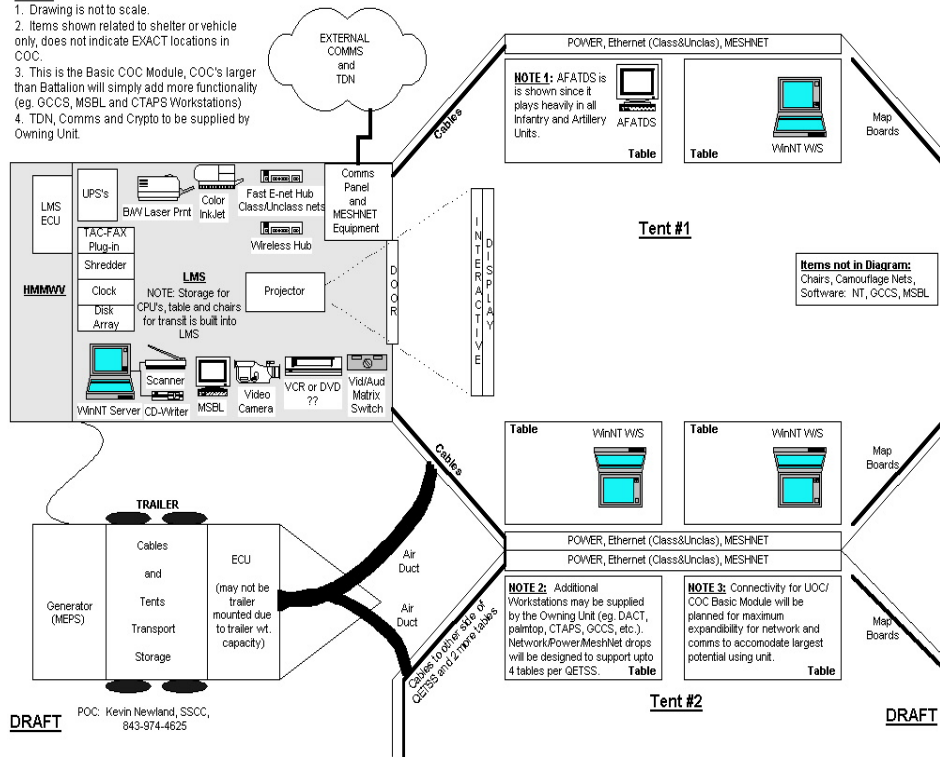 1. Drawing is not to scale.
2. Items shown related to shelter or vehicle
only, does not indicate EXACT locations in
COC.
3. This is the Basic COC Module, COC's larger
than Battalion will simply add more functionality
(eg. GCCS, MSBL and CTAPS Workstations)
4. TDN, Comms and Crypto to be supplied by
Owning Unit.
EXTERNAL
COMMS
and
TDN
Cables
POWER, Ethernet (Class&Unclas), MESHNET
NOTE 1: AFATDS is
is shown since it
plays heavily in all
Infantry and Artillery
Units.
AFATDS
Table
Table
WinNT W/S
Map
Boards
LMS
ECU
UPS's
B/W Laser Prnt
Color
InkJet
Fast E-net Hub
Class/Unclass nets
Wireless Hub
Comms
Panel
and
MESHNET
Equipment
TAC-FAX
Plug-in
Shredder
Clock
Disk
Array
HMMWV
LMS
NOTE: Storage for
CPU's, table and chairs
for transit is built into
LMS
Projector
DOOR
INTERACTIVE
DISPLAY
Tent #1
Items not in Diagram:
Chairs, Camouflage Nets,
Software: NT, GCCS, MSBL
WinNT Server
Scanner
CD-Writer
MSBL
Video
Camera
VCR or DVD
??
Vid/Aud
Matrix
Switch
Cables
Table
WinNT W/S
Table
WinNT W/S
Map
Boards
POWER, Ethernet (Class&Unclas), MESHNET
POWER, Ethernet (Class&Unclas), MESHNET
TRAILER
Generator
(MEPS)
Cables
and
Tents
Transport
Storage
ECU
(may not be
trailer
mounted due
to trailer wt.
capacity)
Air
Duct
Air
Duct
Cables to other side of
QETSS and 2 more tables
NOTE 2: Additional
Workstations may be supplied
by the Owning Unit (eg. DACT,
palmtop, CTAPS, GCCS, etc.).
Network/Power/MeshNet drops
will be designed to support upto
4 tables per QETSS.
Table
NOTE 3: Connectivity for UOC/
COC Basic Module will be
planned for maximum
expandibility for network and
comms to accomodate largest
potential using unit.
Table
Map
Boards
Tent #2
DRAFT
POC: Kevin Newland, SSCC,
843-974-4625
DRAFT